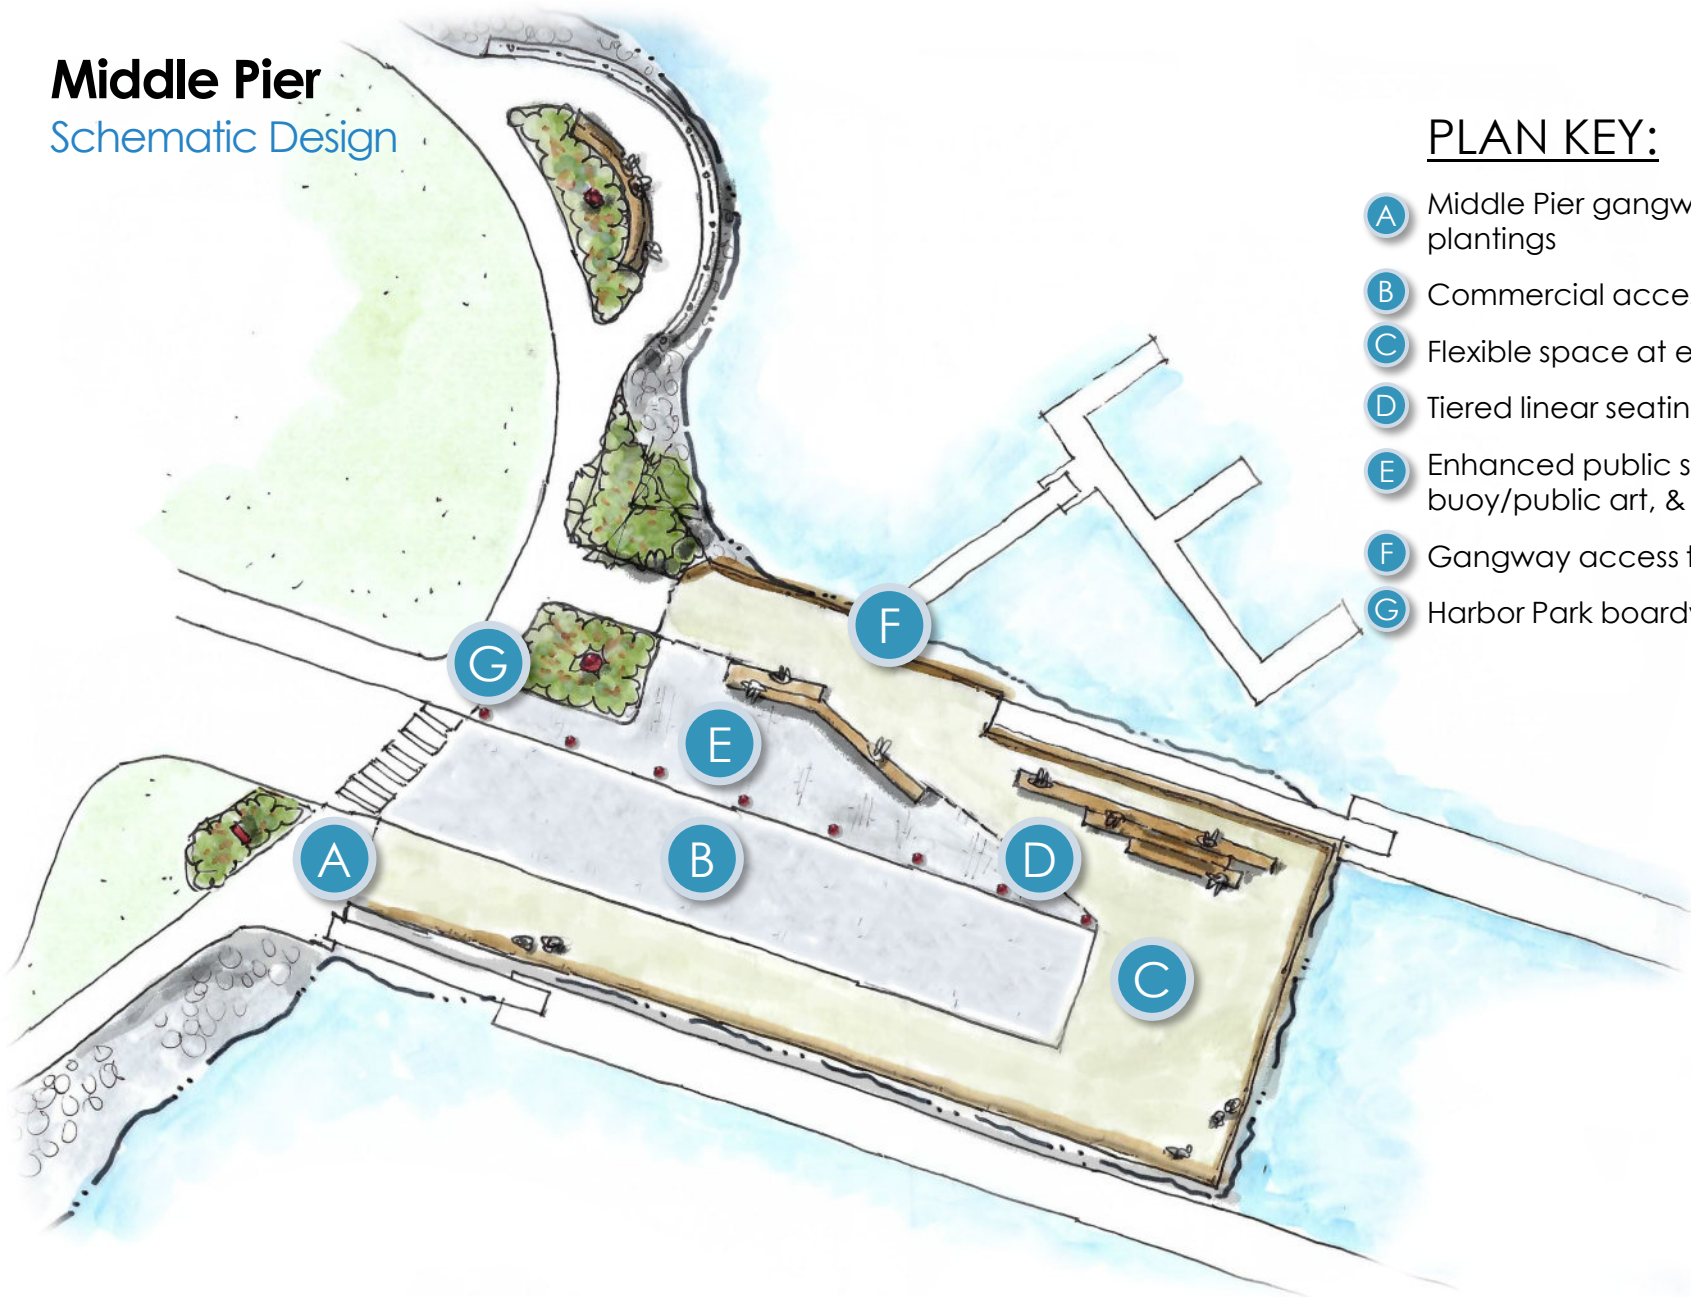 Middle Pier
Schematic Design
PLAN KEY:
A Middle Pier gangw
plantings
B Commercial acce
C Flexible space at e
D Tiered linear seatin
E Enhanced public s
buoy/public art, &
F Gangway access t
G Harbor Park board
G
F
E
A
B
D
C